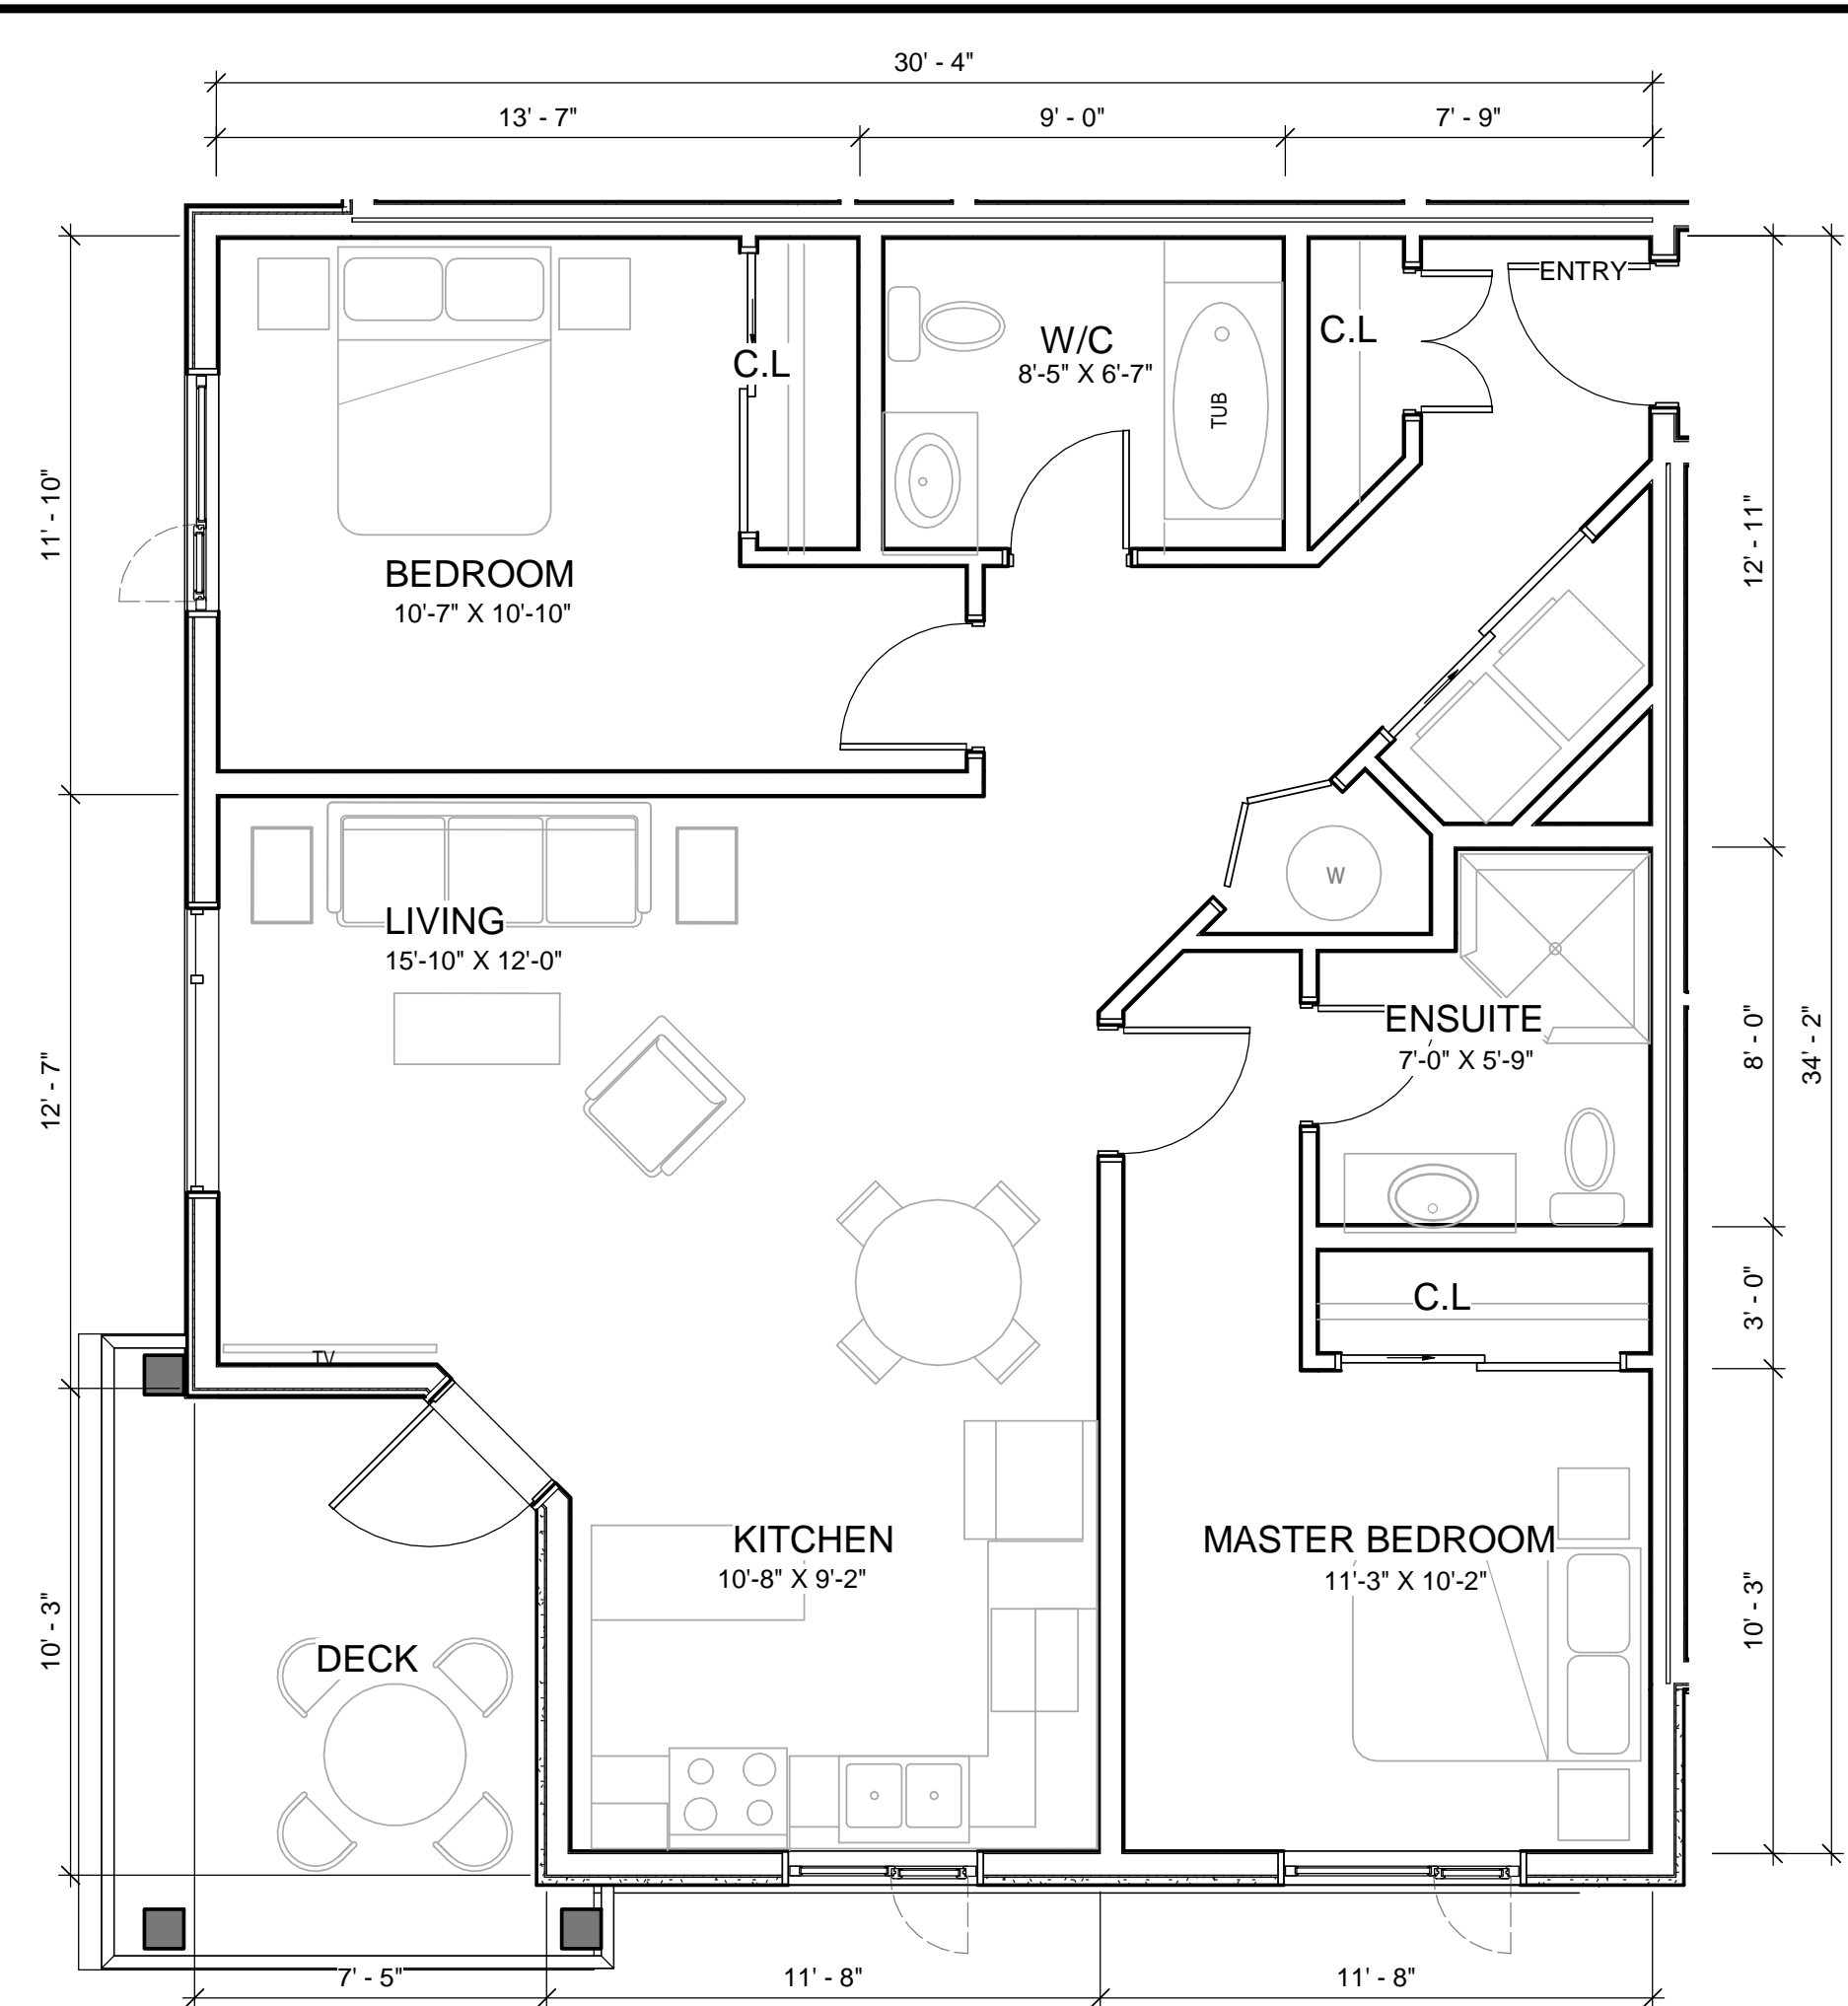 30' - 4"
13' - 7"
9' - 0"
7' - 9"
ENTRY
C.L
W/C
8'-5" X 6'-7"
C.L
TUB
11' - 10"
12' - 11"
BEDROOM
10'-7" X 10'-10"
W
LIVING
15'-10" X 12'-0"
ENSUITE
7'-0" X 5'-9"
8' - 0"
34' - 2"
12' - 7"
C.L
3' - 0"
TV
KITCHEN
10'-8" X 9'-2"
MASTER BEDROOM
11'-3" X 10'-2"
10' - 3"
10' - 3"
DECK
7' - 5"
11' - 8"
11' - 8"